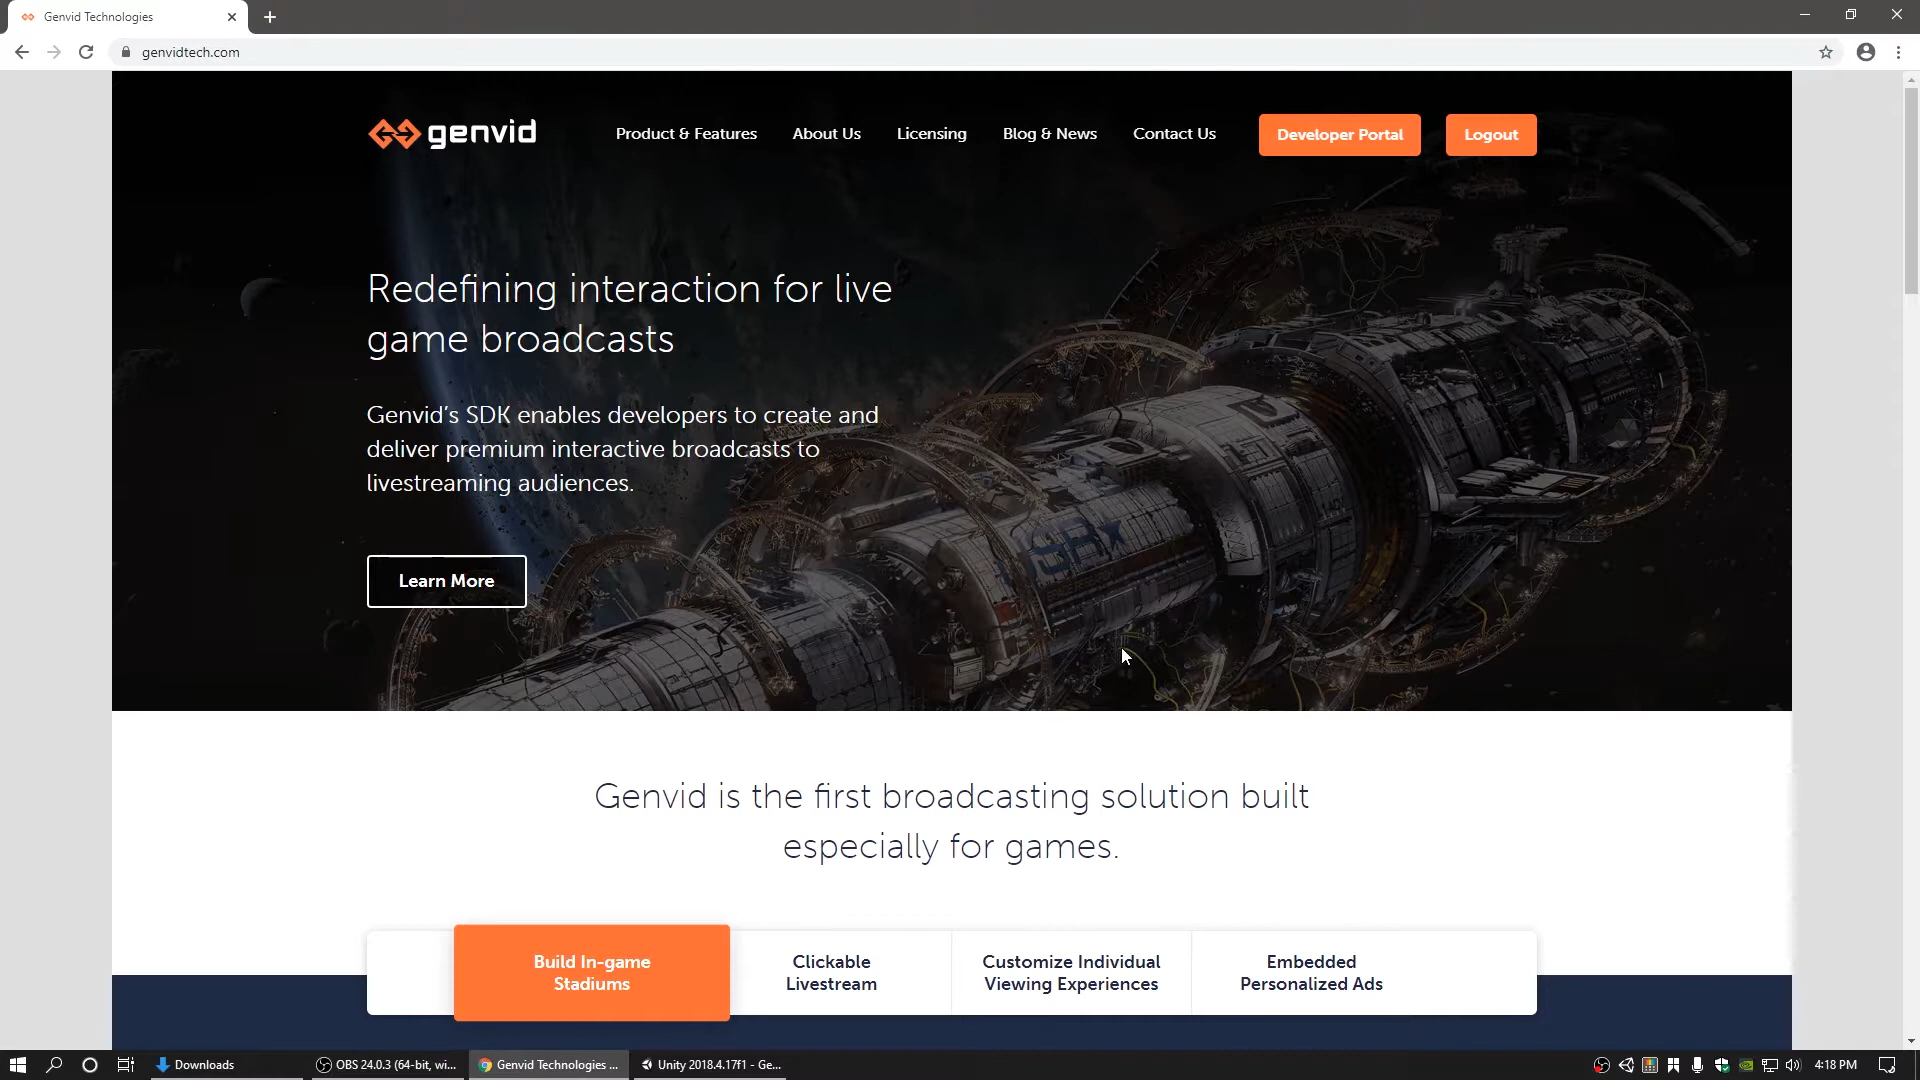 Genvid Technologies
genvidtech.com
genvid
Product & Features
About Us
Licensing
Blog & News
Contact Us
Developer Portal
Logout
Redefining interaction for live
game broadcasts
Genvid's SDK enables developers to create and
deliver premium interactive broadcasts to
livestreaming audiences.
Learn More
Genvid is the first broadcasting solution built
especially for games.
Build In-game
Stadiums
Clickable
Livestream
Customize Individual
Viewing Experiences
Embedded
Personalized Ads
Downloads
OBS 24.0.3 (64-bit, wi...
Genvid Technologies ...
Unity 2018.4.17f1 - Ge...
4:18 PM